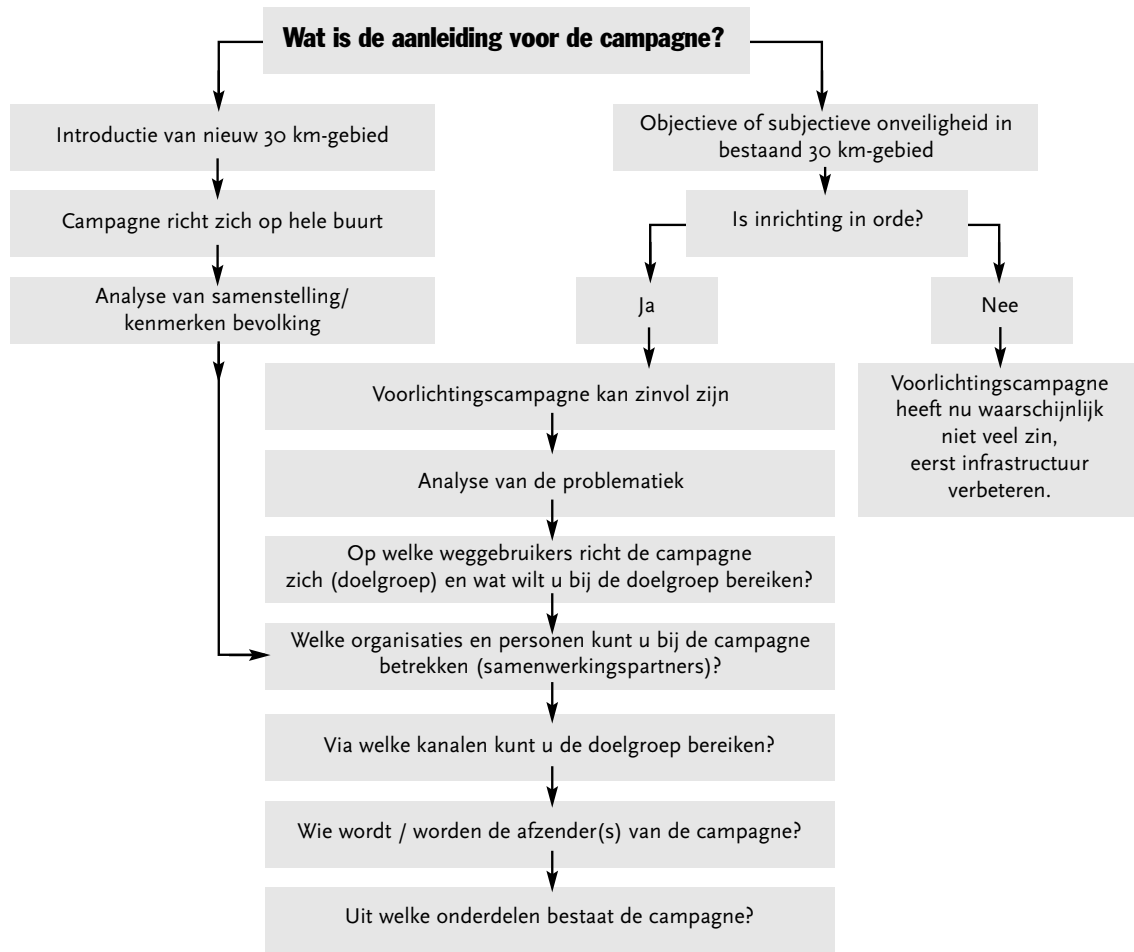 Wat is de aanleiding voor de campagne?
Introductie van nieuw 30 km-gebied
Campagne richt zich op hele buurt
Analyse van samenstelling/
kenmerken bevolking
Objectieve of subjectieve onveiligheid in
bestaand 30 km-gebied
Is inrichting in orde?
Ja
Nee
Voorlichtingscampagne
heeft nu waarschijnlijk
niet veel zin,
eerst infrastructuur
verbeteren.
Voorlichtingscampagne kan zinvol zijn
Analyse van de problematiek
Op welke weggebruikers richt de campagne
zich (doelgroep) en wat wilt u bij de doelgroep bereiken?
Welke organisaties en personen kunt u bij de campagne
betrekken (samenwerkingspartners)?
Via welke kanalen kunt u de doelgroep bereiken?
Wie wordt / worden de afzender(s) van de campagne?
Uit welke onderdelen bestaat de campagne?